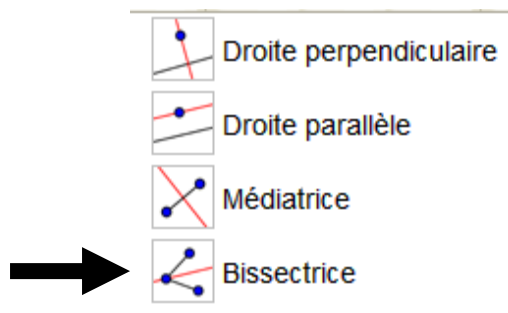 Droite perpendiculaire
Droite parallèle
Médiatrice
Bissectrice